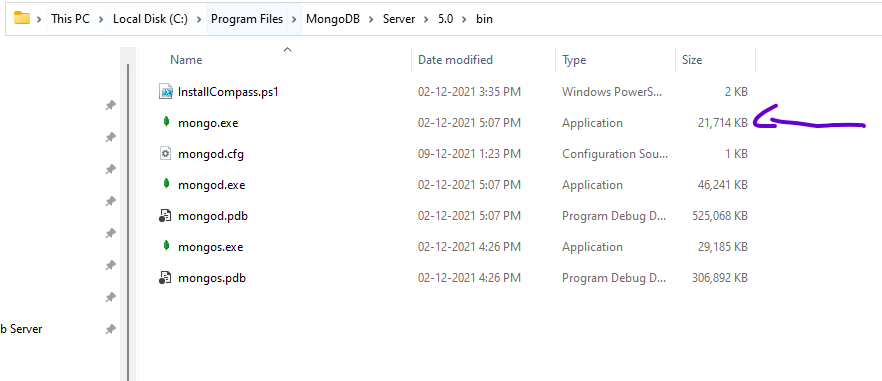 This PC > Local Disk (C:) > Program Files > MongoDB > Server > 5.0 > bin
Name Date modified Type Size
InstallCompass.ps1 02-12-2021 3:35 PM Windows PowerS... 2 KB
mongo.exe 02-12-2021 5:07 PM Application 21,714 KB
mongod.cfg 09-12-2021 1:23 PM Configuration Sou... 1 KB
mongod.exe 02-12-2021 5:07 PM Application 46,241 KB
mongod.pdb 02-12-2021 5:07 PM Program Debug D... 525,068 KB
mongos.exe 02-12-2021 4:26 PM Application 29,185 KB
mongos.pdb 02-12-2021 4:26 PM Program Debug D... 306,892 KB
b Server